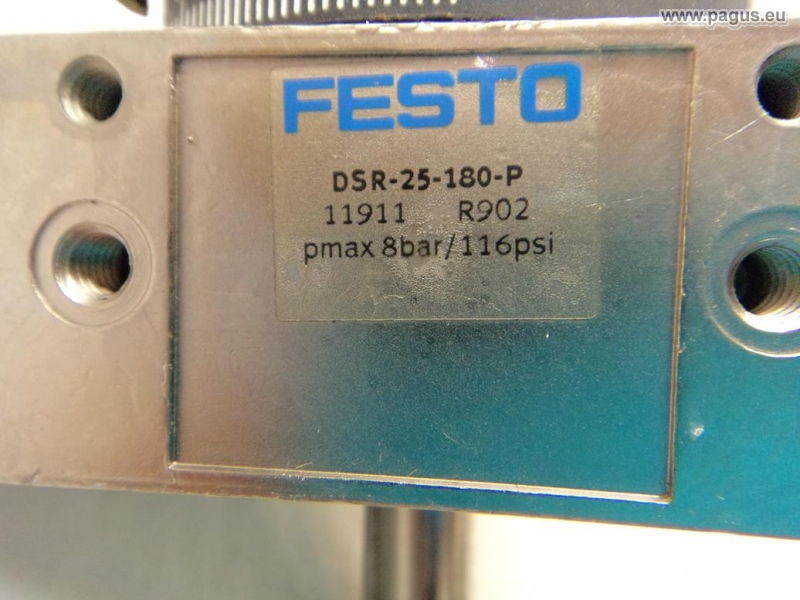 www.pagus.eu
FESTO
DSR-25-180-P
11911 R902
pmax 8bar/116psi